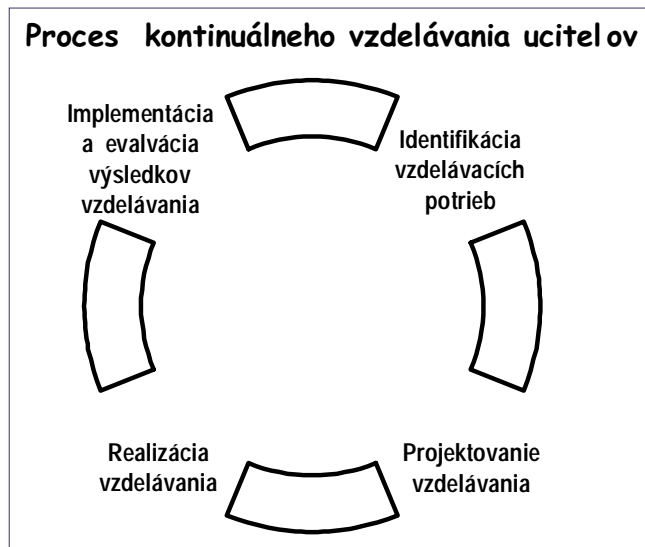 Proces kontinuálneho vzdelávania ucitelov
Implementácia
a evalvácia
výsledkov
vzdelávania
Identifikácia
vzdelávacích
potrieb
Realizácia
vzdelávania
Projektovanie
vzdelávania